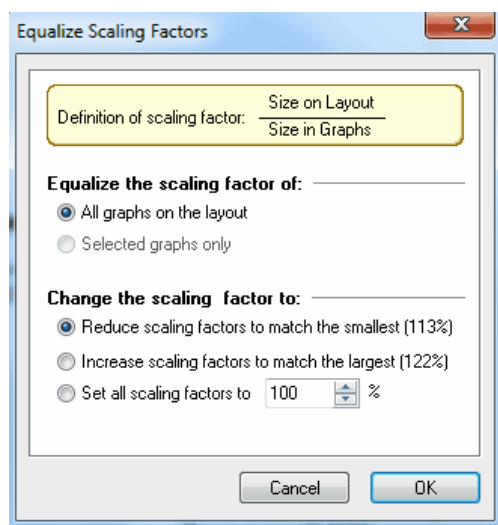 Equalize Scaling Factors
Definition of scaling factor:
Size on Layout
Size in Graphs
Equalize the scaling factor of:
All graphs on the layout
Selected graphs only
Change the scaling factor to:
Reduce scaling factors to match the smallest (113%)
Increase scaling factors to match the largest (122%)
Set all scaling factors to 100 %
Cancel OK